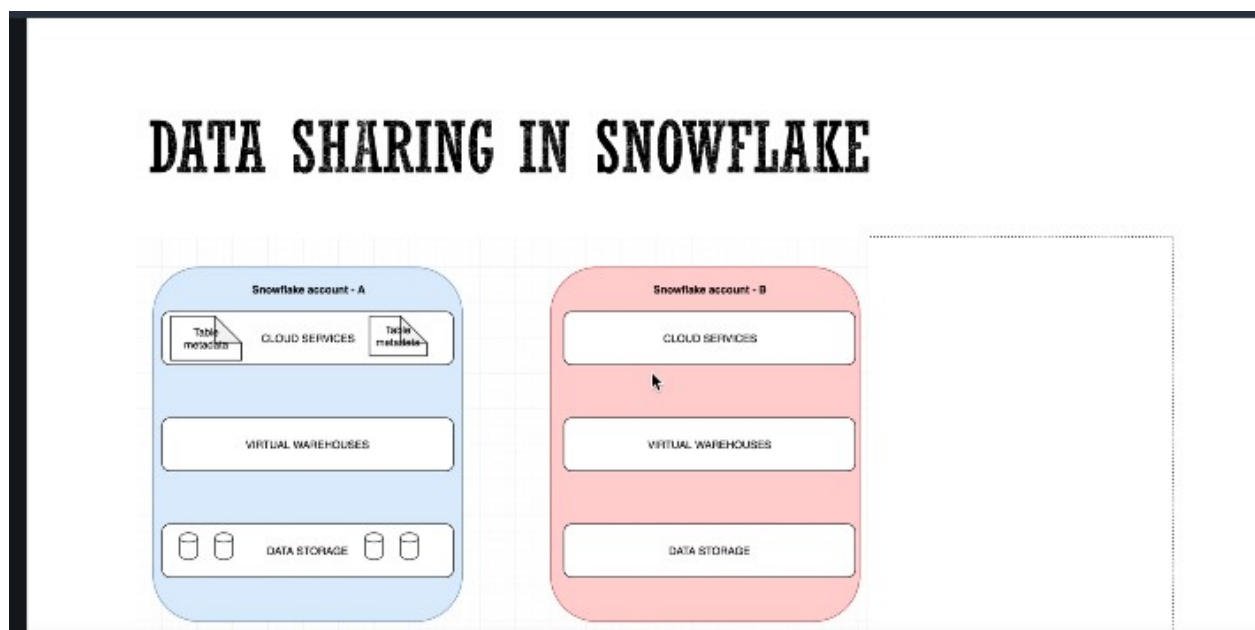 DATA SHARING IN SNOWFLAKE
Snowflake account - A
Table
metadata
CLOUD SERVICES
Table
metadata
VIRTUAL WAREHOUSES
DATA STORAGE
Snowflake account - B
CLOUD SERVICES
VIRTUAL WAREHOUSES
DATA STORAGE